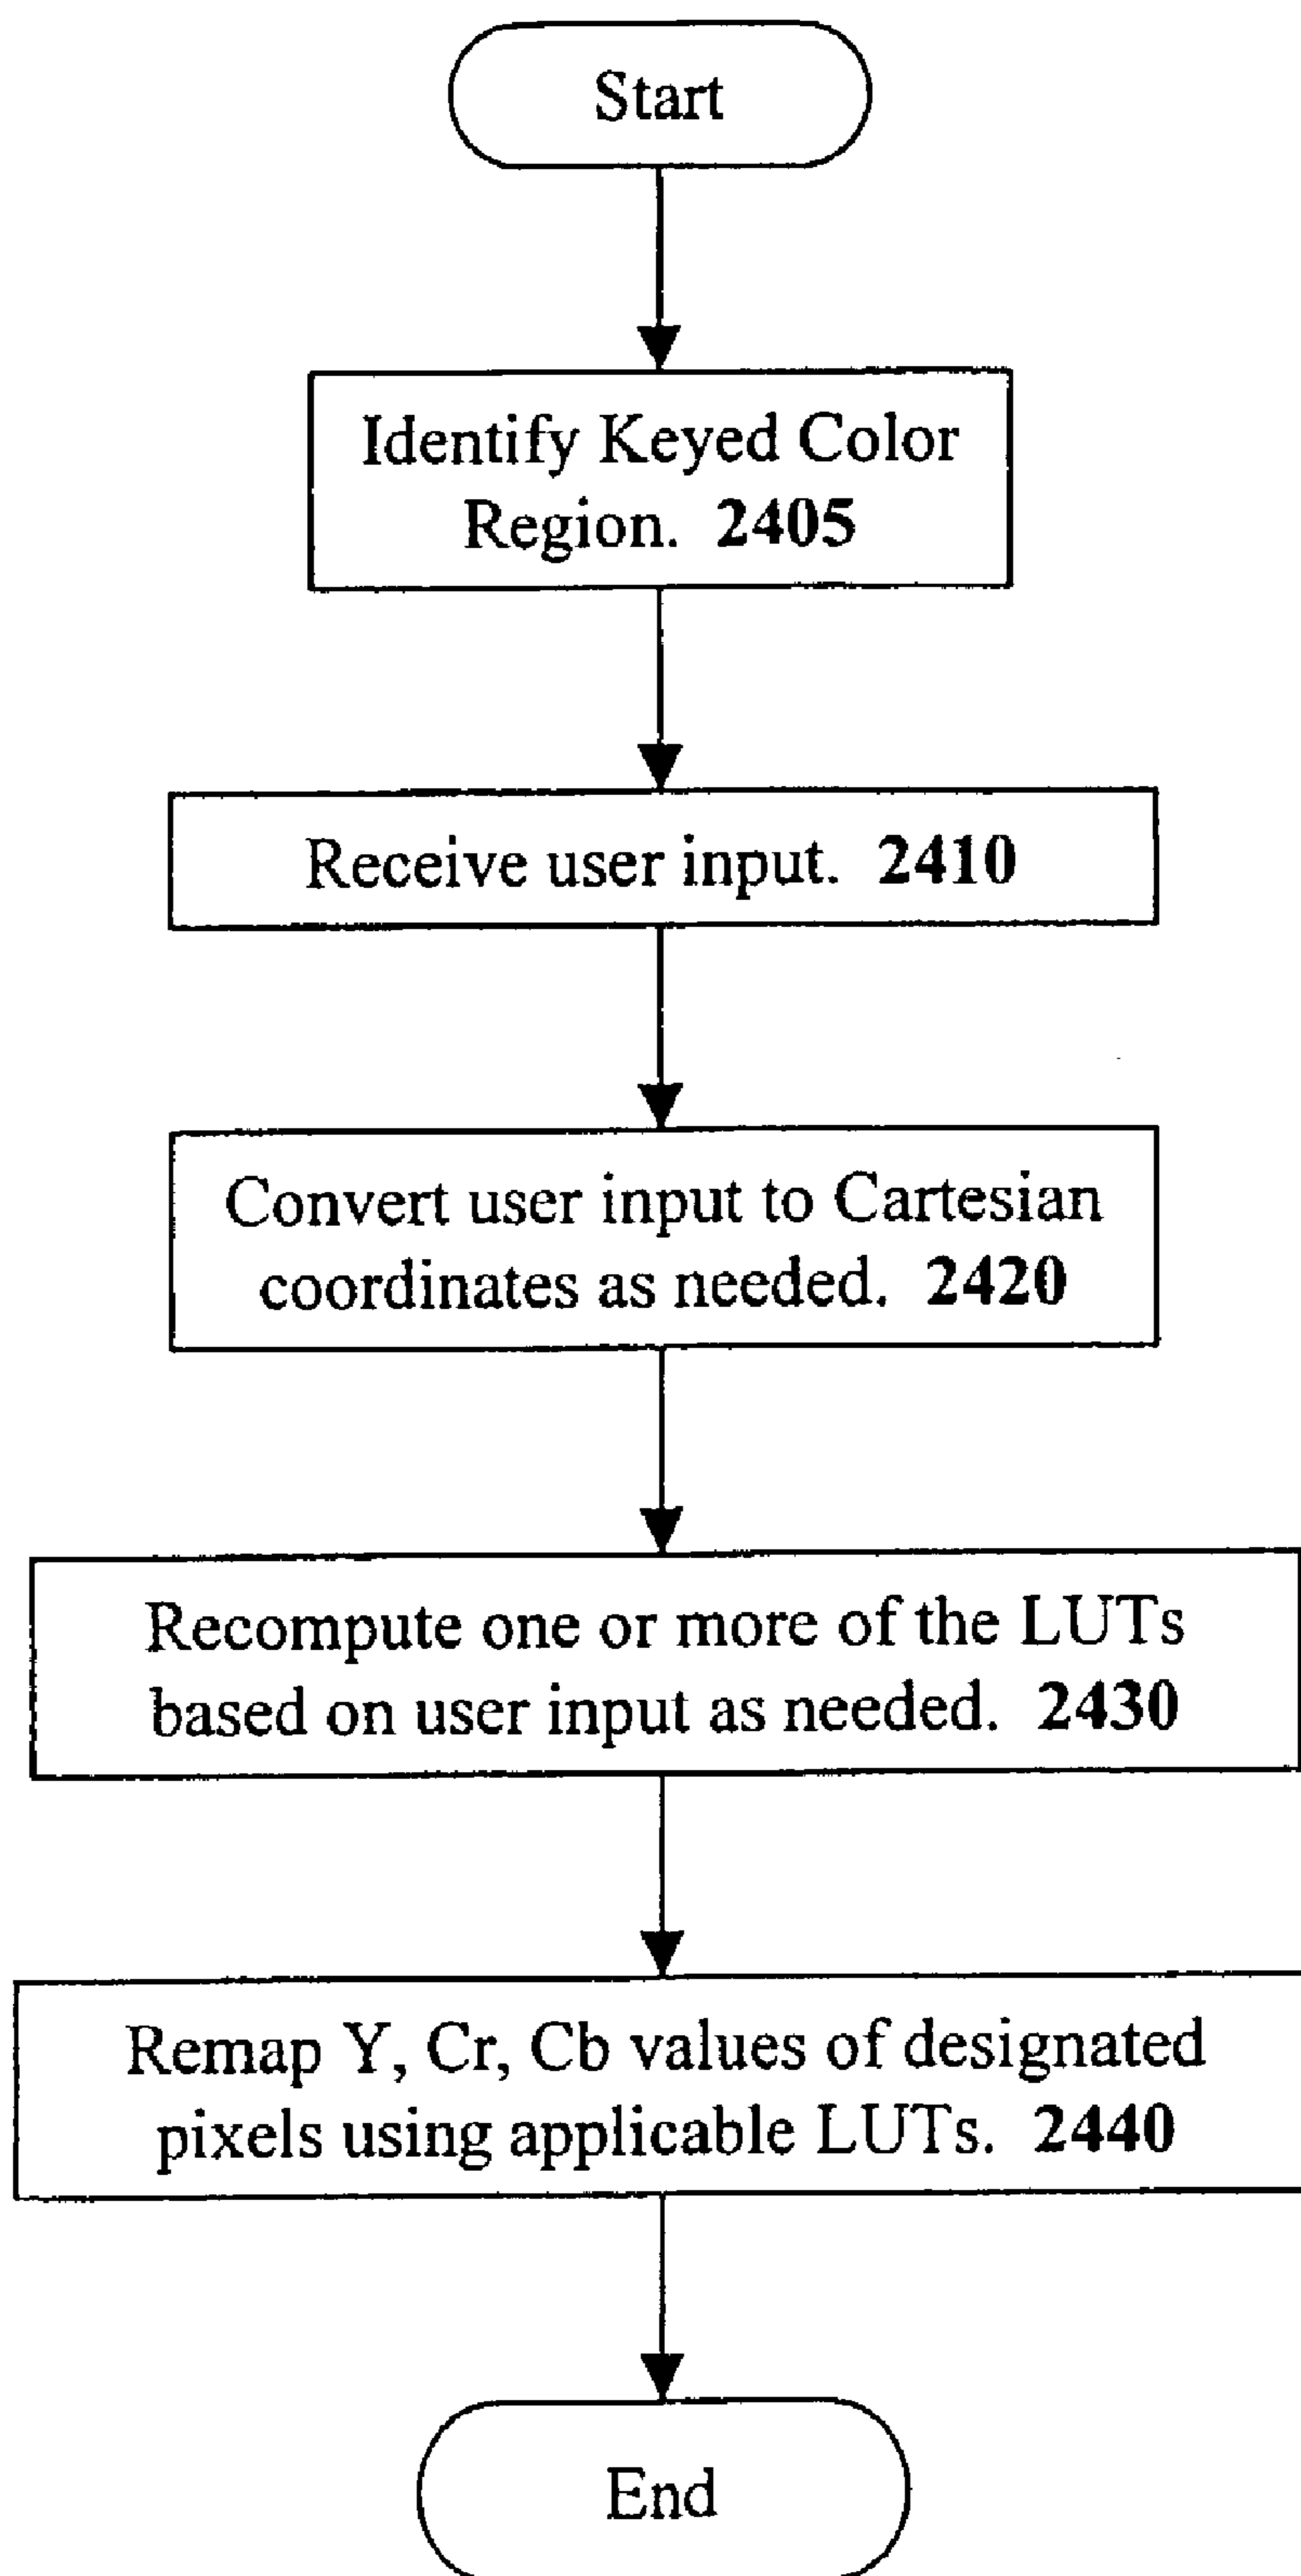 Start
Identify Keyed Color
Region. 2405
Receive user input. 2410
Convert user input to Cartesian
coordinates as needed. 2420
Recompute one or more of the LUTs
based on user input as needed. 2430
Remap Y, Cr, Cb values of designated
pixels using applicable LUTs. 2440
End